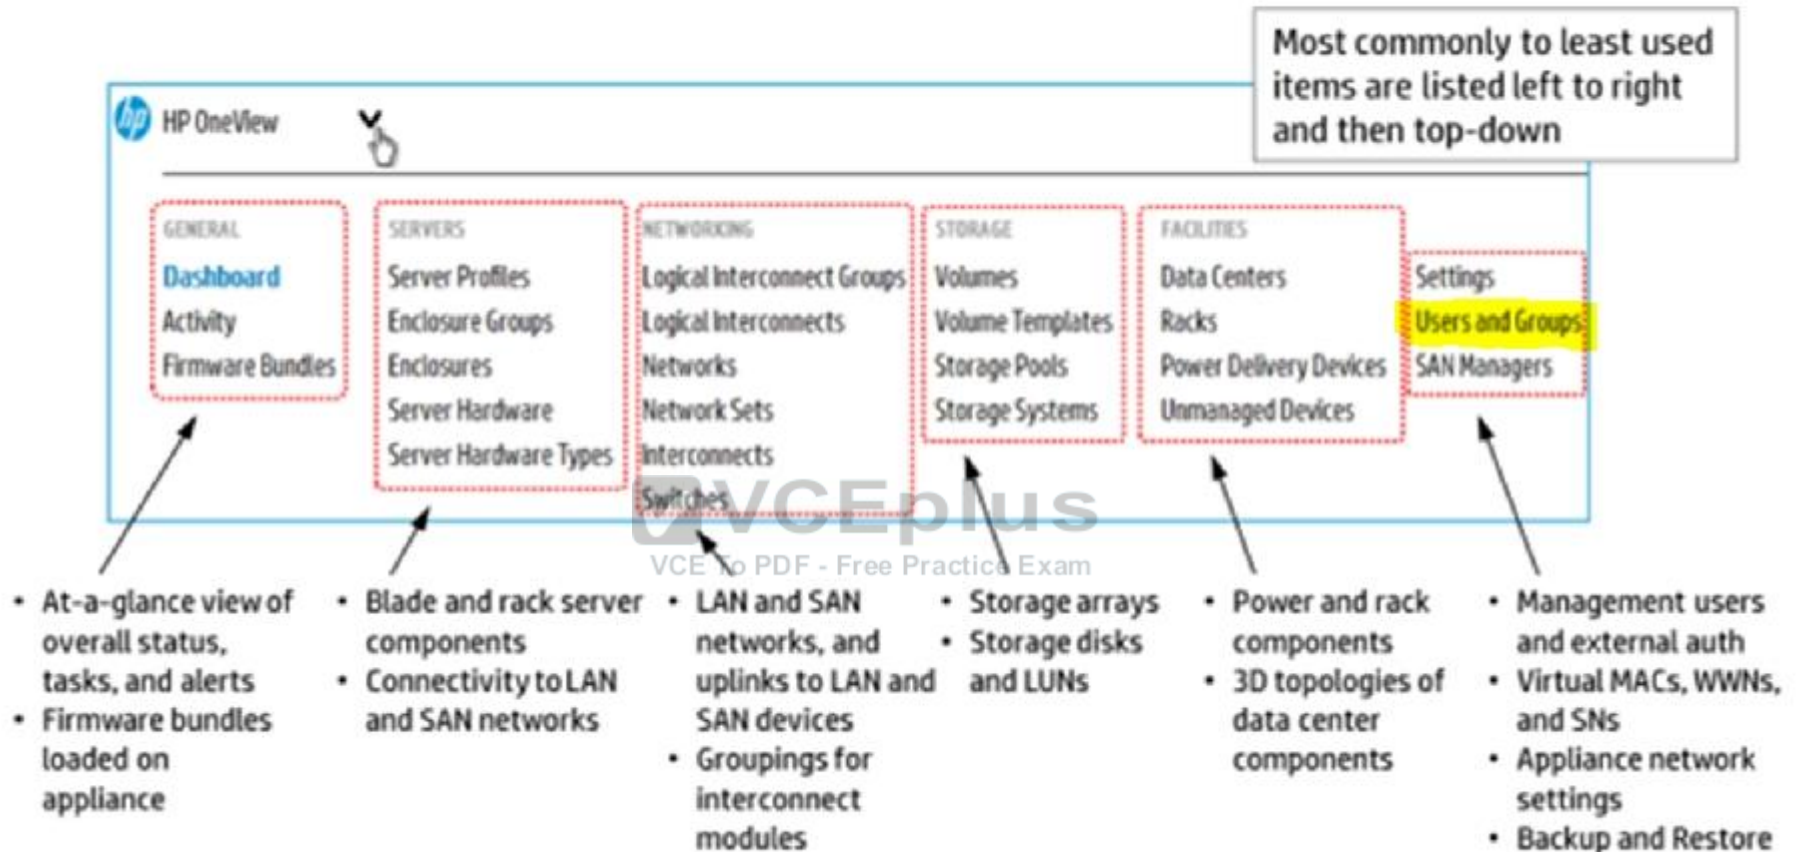 Most commonly to least used
items are listed left to right
and then top-down
hp HP OneView
GENERAL
Dashboard
Activity
Firmware Bundles
SERVERS
Server Profiles
Enclosure Groups
Enclosures
Server Hardware
Server Hardware Types
NETWORKING
Logical Interconnect Groups
Logical Interconnects
Networks
Network Sets
Interconnects
Switches
STORAGE
Volumes
Volume Templates
Storage Pools
Storage Systems
FACILITIES
Data Centers
Racks
Power Delivery Devices
Unmanaged Devices
Settings
Users and Groups
SAN Managers
VCEplus
VCE To PDF - Free Practice Exam
• At-a-glance view of
overall status,
tasks, and alerts
• Firmware bundles
loaded on
appliance
• Blade and rack server
components
• Connectivity to LAN
and SAN networks
• LAN and SAN
networks, and
uplinks to LAN and
SAN devices
• Groupings for
interconnect
modules
• Storage arrays
• Storage disks
and LUNs
• Power and rack
components
• 3D topologies of
data center
components
• Management users
and external auth
• Virtual MACs, WWNs,
and SNs
• Appliance network
settings
• Backup and Restore